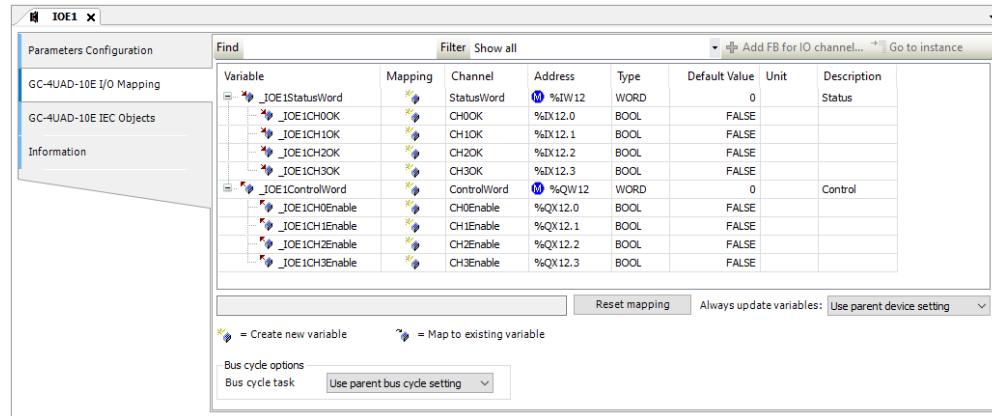 IOE1 X
Parameters Configuration
GC-4UAD-10E I/O Mapping
GC-4UAD-10E IEC Objects
Information
Find Filter Show all Add FB for IO channel... Go to instance
Variable Mapping Channel Address Type Default Value Unit Description
_IOE1StatusWord StatusWord M %IW12 WORD 0 Status
_IOE1CH0OK CH0OK %IX12.0 BOOL FALSE
_IOE1CH1OK CH1OK %IX12.1 BOOL FALSE
_IOE1CH2OK CH2OK %IX12.2 BOOL FALSE
_IOE1CH3OK CH3OK %IX12.3 BOOL FALSE
_IOE1ControlWord ControlWord M %QW12 WORD 0 Control
_IOE1CH0Enable CH0Enable %QX12.0 BOOL FALSE
_IOE1CH1Enable CH1Enable %QX12.1 BOOL FALSE
_IOE1CH2Enable CH2Enable %QX12.2 BOOL FALSE
_IOE1CH3Enable CH3Enable %QX12.3 BOOL FALSE
Reset mapping Always update variables: Use parent device setting
= Create new variable = Map to existing variable
Bus cycle options
Bus cycle task Use parent bus cycle setting